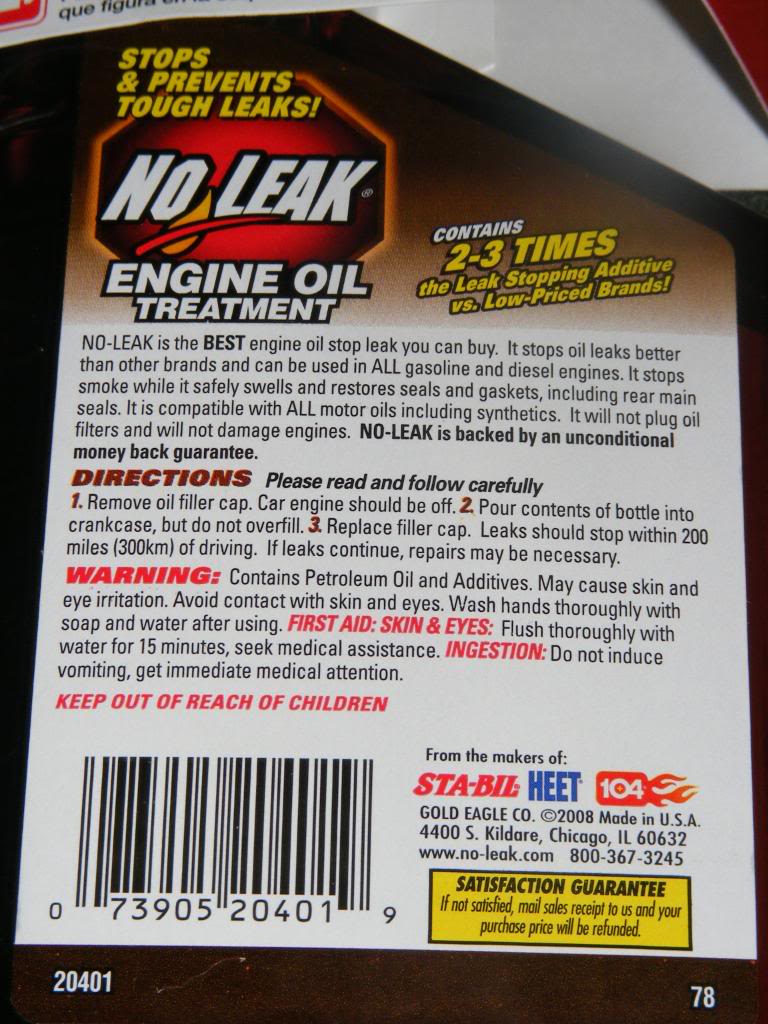 que figura en la
STOPS
& PREVENTS
TOUGH LEAKS!
NO LEAK®
ENGINE OIL
TREATMENT
CONTAINS
2-3 TIMES
the Leak Stopping Additive
vs. Low-Priced Brands!
NO-LEAK is the BEST engine oil stop leak you can buy. It stops oil leaks better
than other brands and can be used in ALL gasoline and diesel engines. It stops
smoke while it safely swells and restores seals and gaskets, including rear main
seals. It is compatible with ALL motor oils including synthetics. It will not plug oil
filters and will not damage engines. NO-LEAK is backed by an unconditional
money back guarantee.
DIRECTIONS Please read and follow carefully
1. Remove oil filler cap. Car engine should be off. 2. Pour contents of bottle into
crankcase, but do not overfill. 3. Replace filler cap. Leaks should stop within 200
miles (300km) of driving. If leaks continue, repairs may be necessary.
WARNING: Contains Petroleum Oil and Additives. May cause skin and
eye irritation. Avoid contact with skin and eyes. Wash hands thoroughly with
soap and water after using. FIRST AID: SKIN & EYES: Flush thoroughly with
water for 15 minutes, seek medical assistance. INGESTION: Do not induce
vomiting, get immediate medical attention.
KEEP OUT OF REACH OF CHILDREN
From the makers of:
STA-BIL® HEET® 104+
GOLD EAGLE CO. ©2008 Made in U.S.A.
4400 S. Kildare, Chicago, IL 60632
www.no-leak.com 800-367-3245
SATISFACTION GUARANTEE
If not satisfied, mail sales receipt to us and your
purchase price will be refunded.
0 73905 20401 9
20401
78